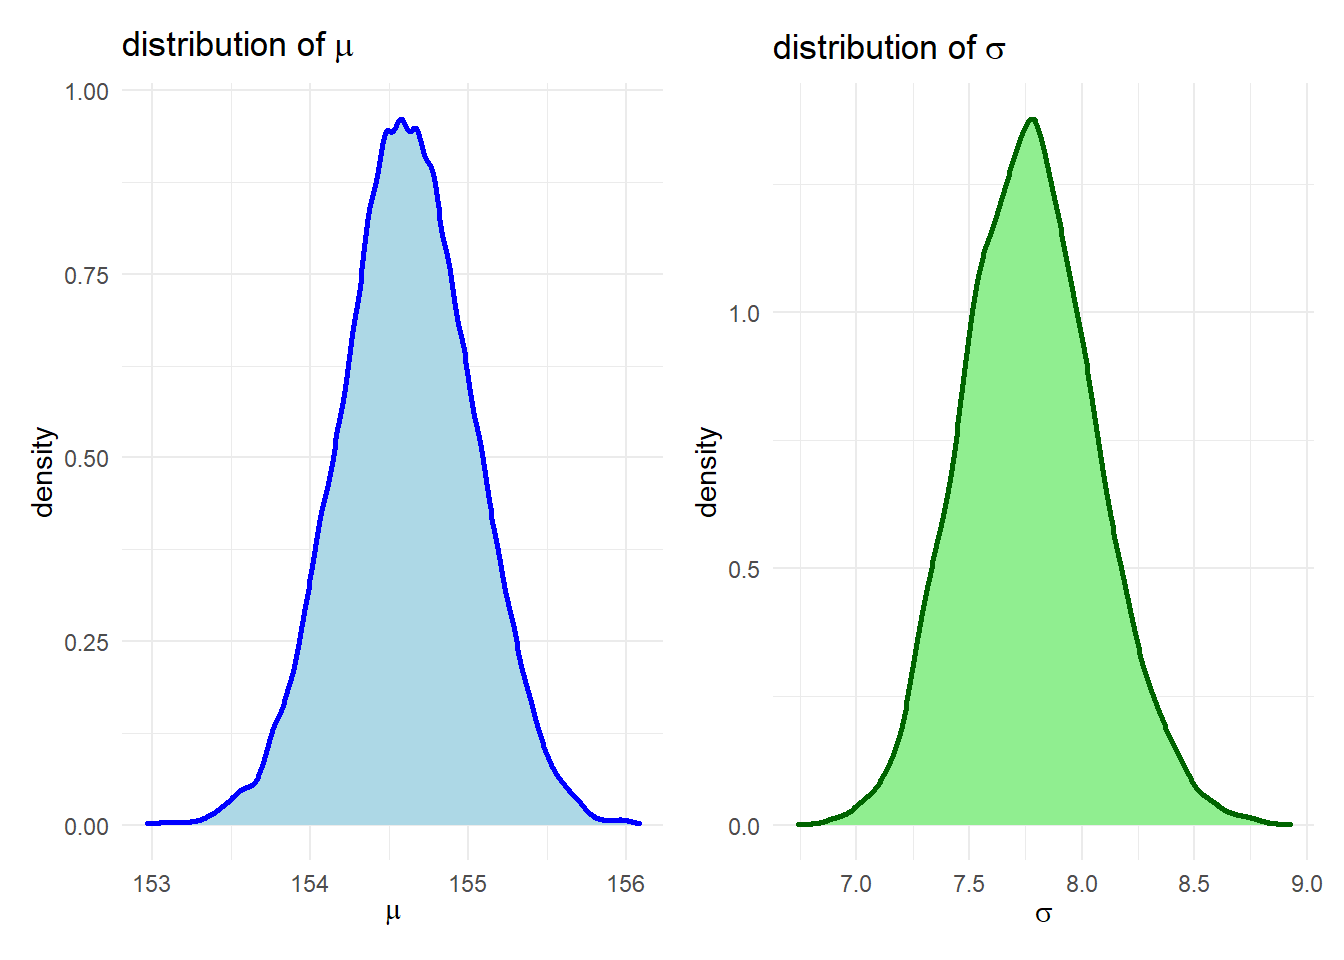 distribution of μ
1.00
0.75
0.50
0.25
0.00
density
153 154 155 156
μ
distribution of σ
1.0
0.5
0.0
density
7.0 7.5 8.0 8.5 9.0
σ